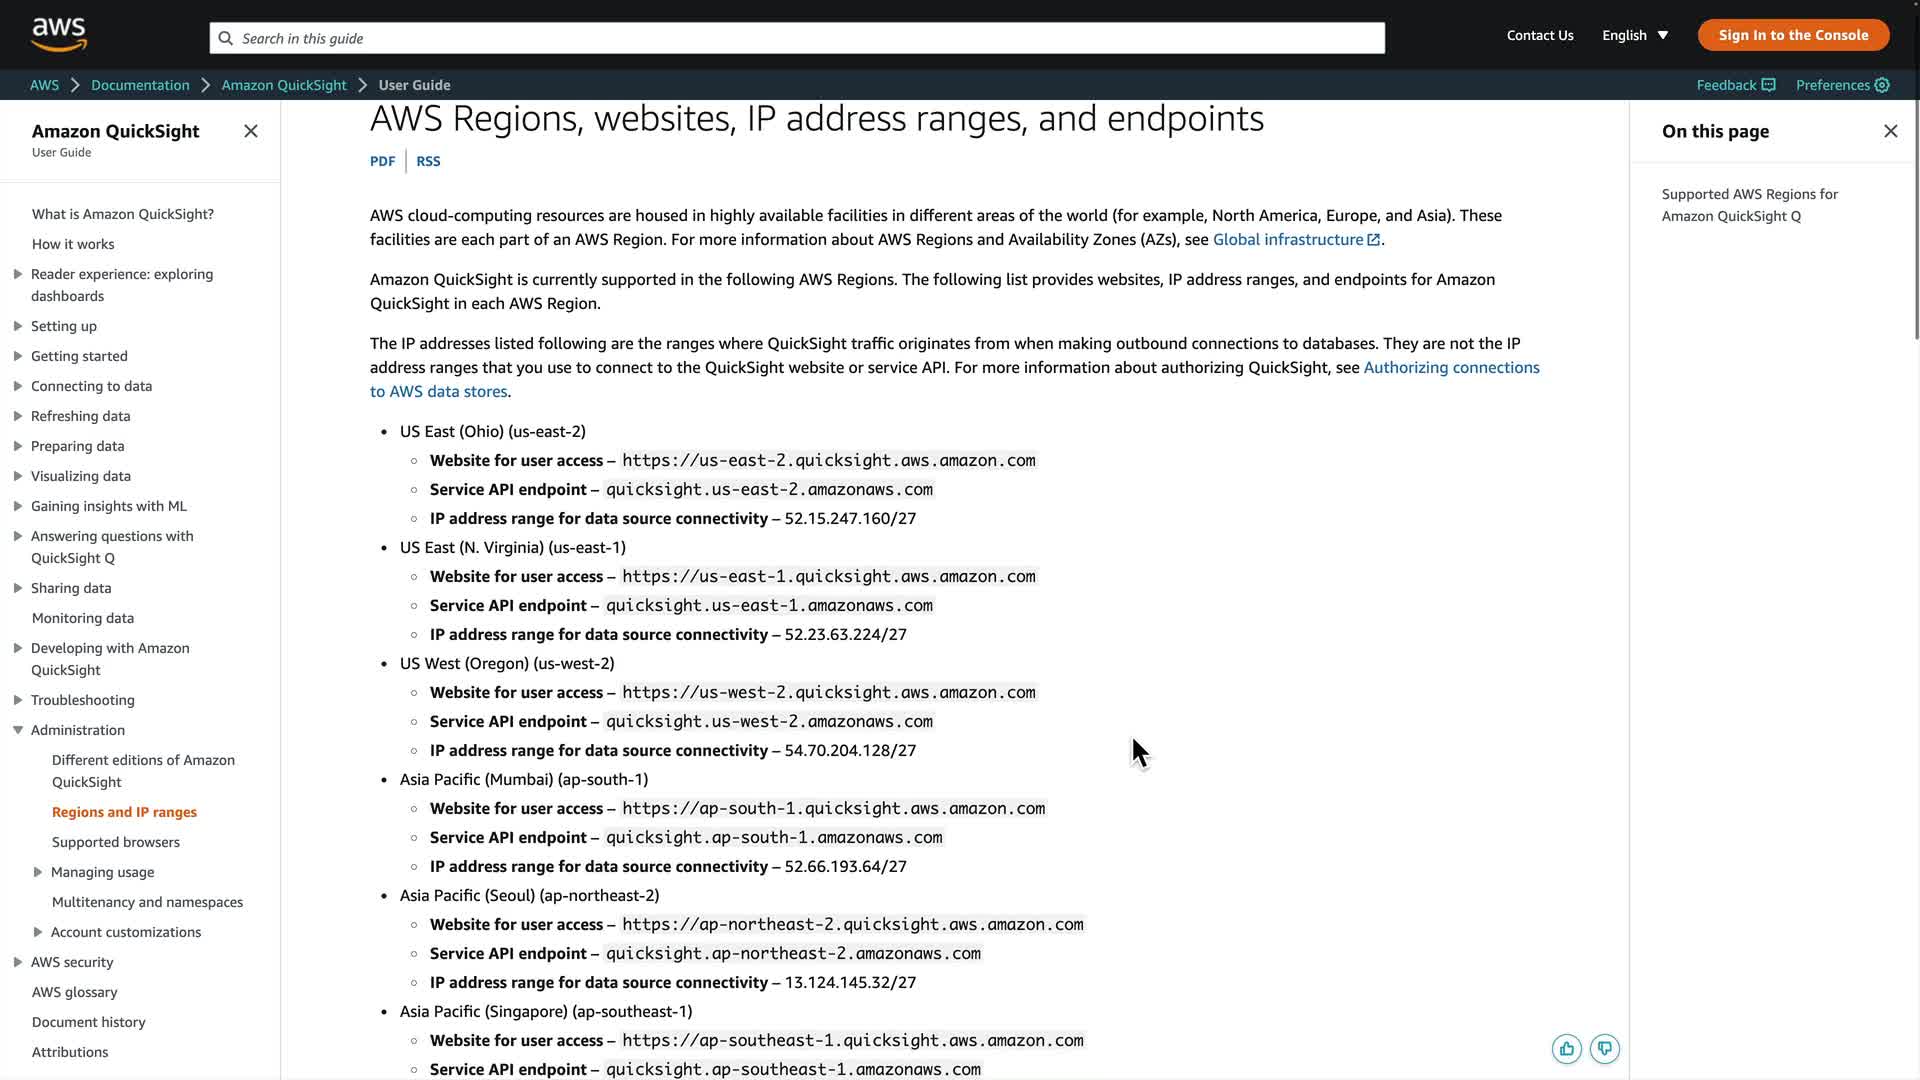 aws
Search in this guide
Contact Us
English
Sign In to the Console
AWS
Documentation
Amazon QuickSight
User Guide
Feedback
Preferences
Amazon QuickSight
User Guide
What is Amazon QuickSight?
How it works
Reader experience: exploring
dashboards
Setting up
Getting started
Connecting to data
Refreshing data
Preparing data
Visualizing data
Gaining insights with ML
Answering questions with
QuickSight Q
Sharing data
Monitoring data
Developing with Amazon
QuickSight
Troubleshooting
Administration
Different editions of Amazon
QuickSight
Regions and IP ranges
Supported browsers
Managing usage
Multitenancy and namespaces
Account customizations
AWS security
AWS glossary
Document history
Attributions
AWS Regions, websites, IP address ranges, and endpoints
PDF
RSS
AWS cloud-computing resources are housed in highly available facilities in different areas of the world (for example, North America, Europe, and Asia). These
facilities are each part of an AWS Region. For more information about AWS Regions and Availability Zones (AZs), see Global infrastructure.
Amazon QuickSight is currently supported in the following AWS Regions. The following list provides websites, IP address ranges, and endpoints for Amazon
QuickSight in each AWS Region.
The IP addresses listed following are the ranges where QuickSight traffic originates from when making outbound connections to databases. They are not the IP
address ranges that you use to connect to the QuickSight website or service API. For more information about authorizing QuickSight, see Authorizing connections
to AWS data stores.
• US East (Ohio) (us-east-2)
◦ Website for user access – https://us-east-2.quicksight.aws.amazon.com
◦ Service API endpoint – quicksight.us-east-2.amazonaws.com
◦ IP address range for data source connectivity – 52.15.247.160/27
• US East (N. Virginia) (us-east-1)
◦ Website for user access – https://us-east-1.quicksight.aws.amazon.com
◦ Service API endpoint – quicksight.us-east-1.amazonaws.com
◦ IP address range for data source connectivity – 52.23.63.224/27
• US West (Oregon) (us-west-2)
◦ Website for user access – https://us-west-2.quicksight.aws.amazon.com
◦ Service API endpoint – quicksight.us-west-2.amazonaws.com
◦ IP address range for data source connectivity – 54.70.204.128/27
• Asia Pacific (Mumbai) (ap-south-1)
◦ Website for user access – https://ap-south-1.quicksight.aws.amazon.com
◦ Service API endpoint – quicksight.ap-south-1.amazonaws.com
◦ IP address range for data source connectivity – 52.66.193.64/27
• Asia Pacific (Seoul) (ap-northeast-2)
◦ Website for user access – https://ap-northeast-2.quicksight.aws.amazon.com
◦ Service API endpoint – quicksight.ap-northeast-2.amazonaws.com
◦ IP address range for data source connectivity – 13.124.145.32/27
• Asia Pacific (Singapore) (ap-southeast-1)
◦ Website for user access – https://ap-southeast-1.quicksight.aws.amazon.com
◦ Service API endpoint – quicksight.ap-southeast-1.amazonaws.com
On this page
Supported AWS Regions for
Amazon QuickSight Q